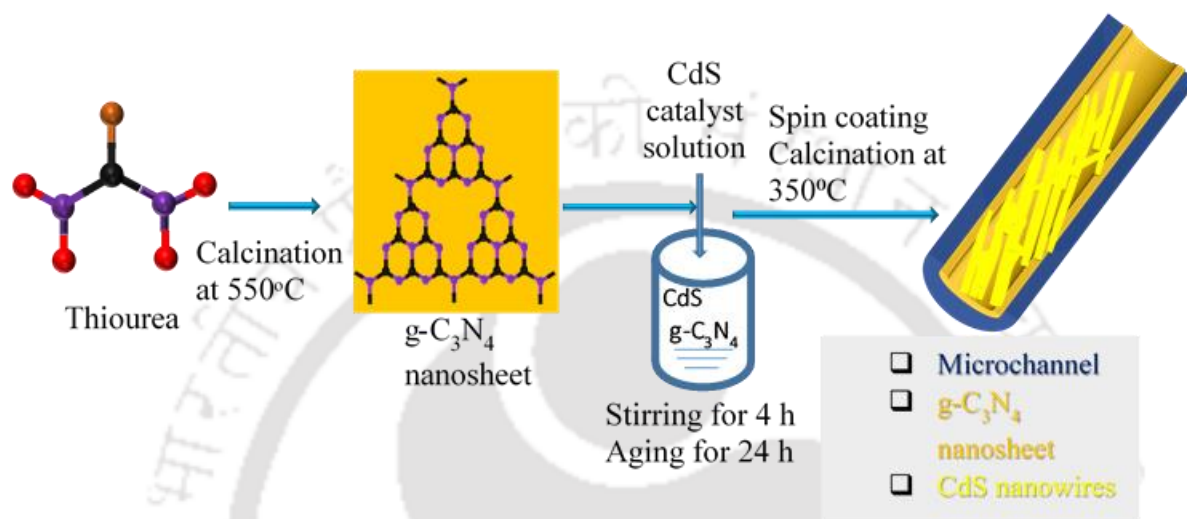 Thiourea
Calcination
at 550°C
g-C₃N₄
nanosheet
CdS
catalyst
solution
CdS
g-C₃N₄
Stirring for 4 h
Aging for 24 h
Spin coating
Calcination at
350⁰C
❑ Microchannel
❑ g-C₃N₄
nanosheet
❑ CdS nanowires
की